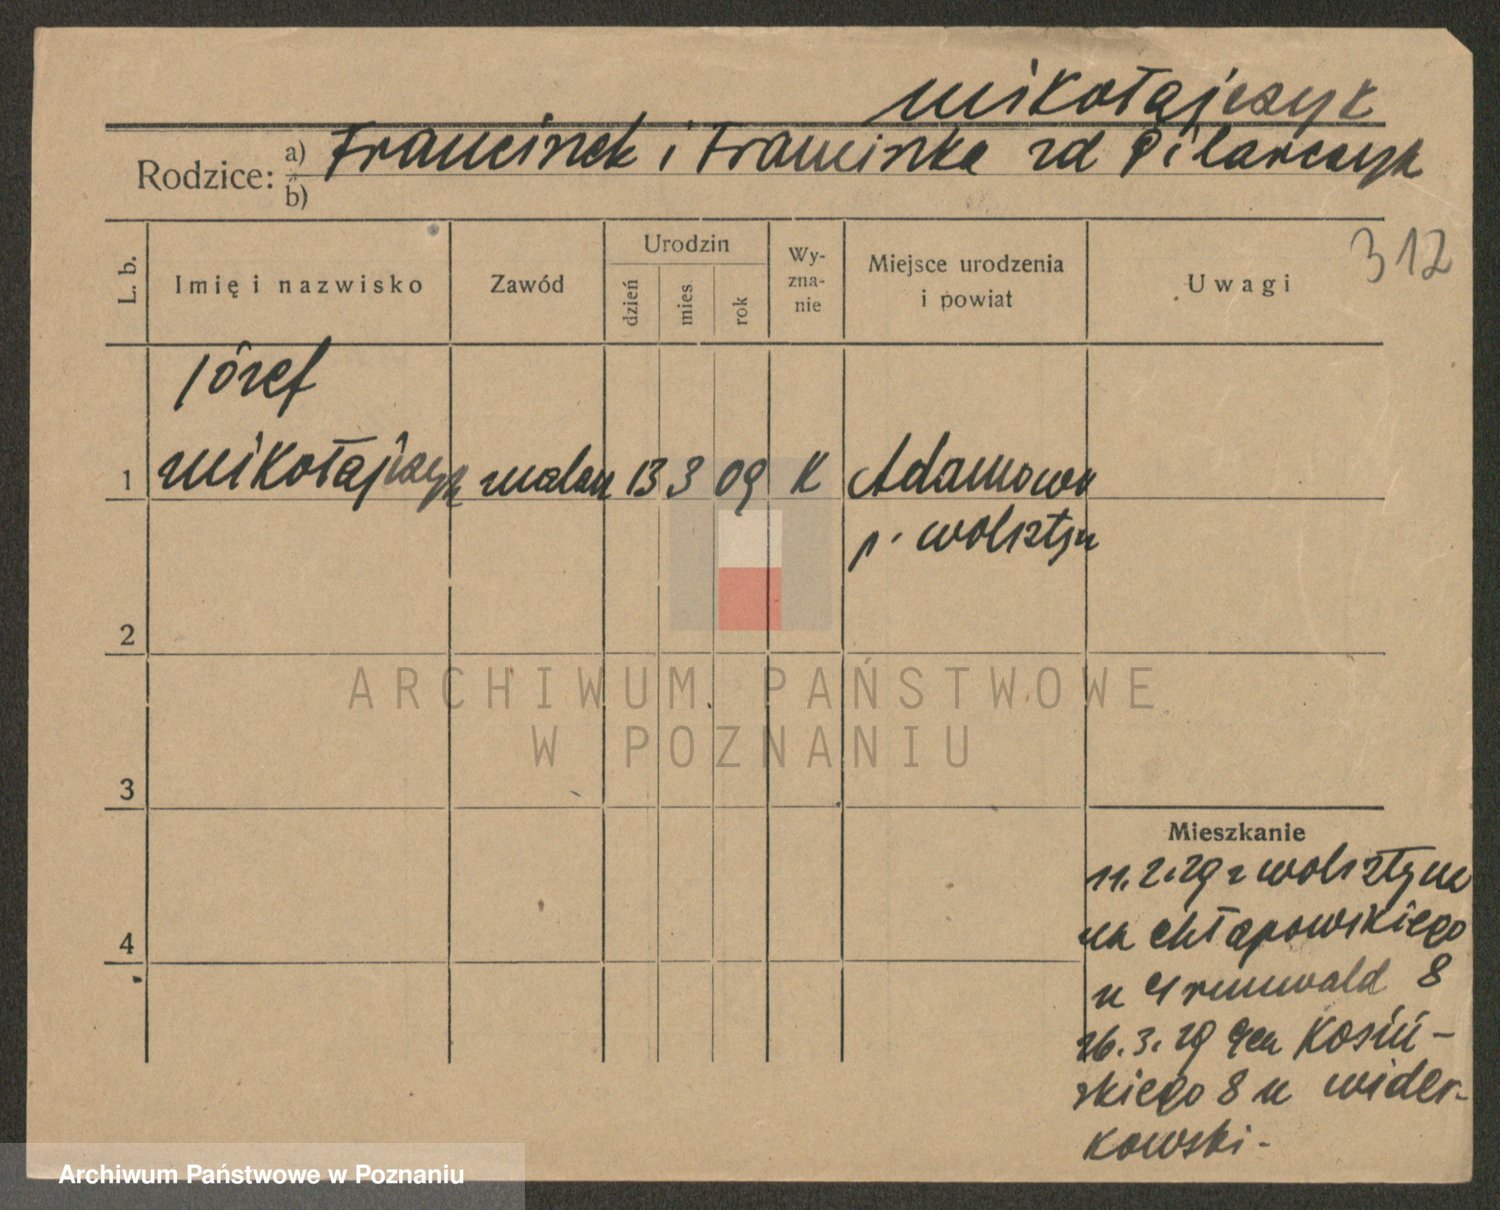 Mikołajczyk
Rodzice: a) Franciszek i Franciszka zd Pilarczyk
b)
312
L. b. Imię i nazwisko Zawód Urodzin dzień mies rok Wy-zna-nie Miejsce urodzenia i powiat Uwagi
Józef
1 Mikołajczyk malarz 13 3 09 K Adamowo
p. Wolsztyn
2
ARCHIWUM PAŃSTWOWE
W POZNANIU
3
Mieszkanie
11.2.29 z Wolsztyna
na Chłapowskiego
4
u Grunwald 8
26.3.29 Gen Kosiń-
skiego 8 u Wider-
kowski-
Archiwum Państwowe w Poznaniu